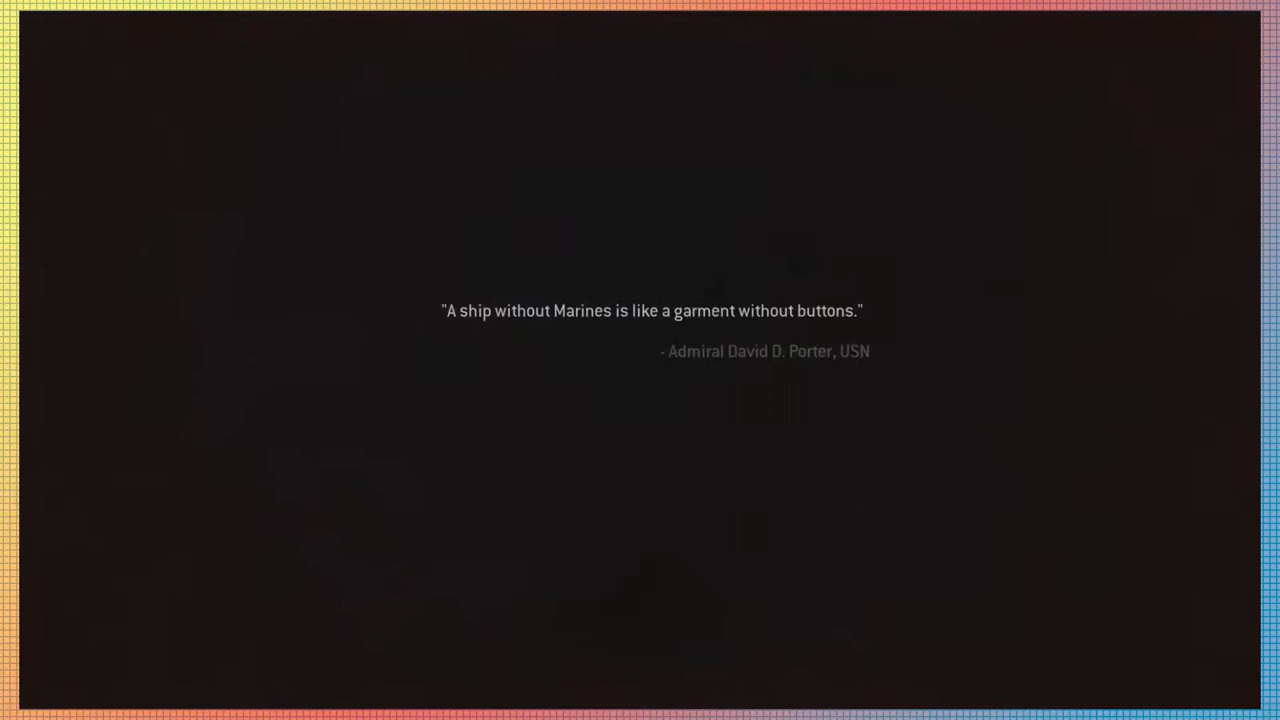 "A ship without Marines is like a garment without buttons."
- Admiral David D. Porter, USN